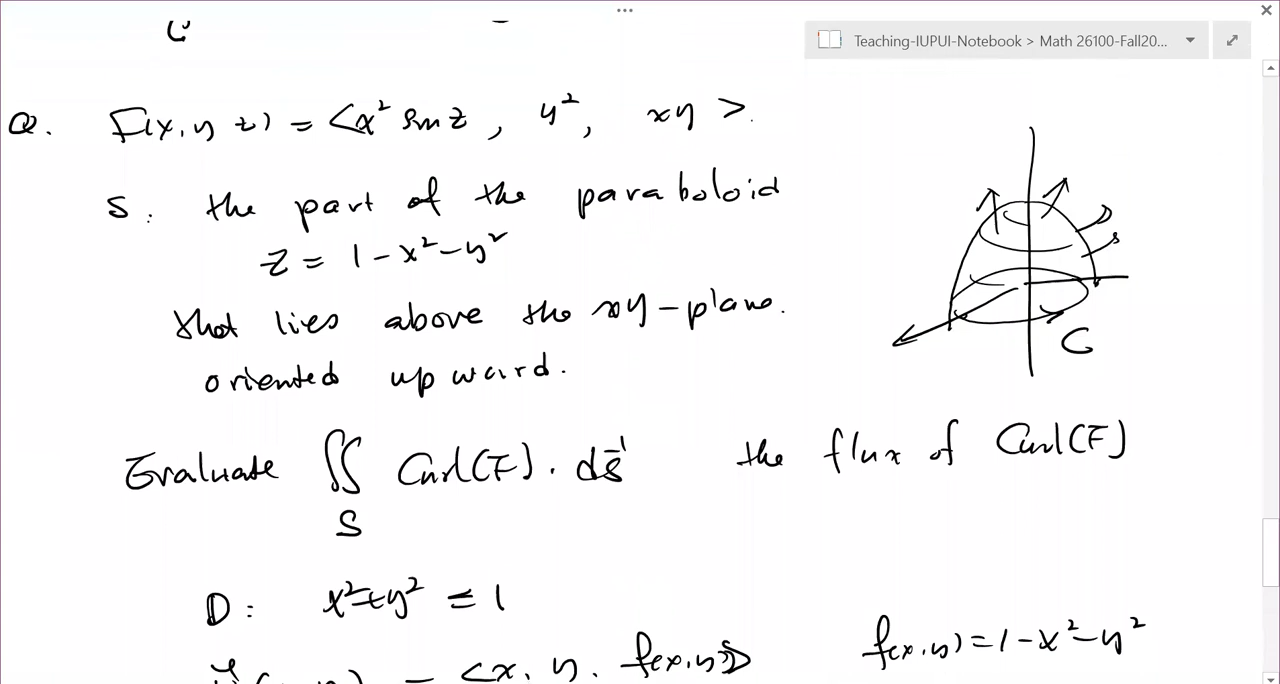 Teaching-IUPUI-Notebook > Math 26100-Fall20...
Q. F(x, y z) = <x² sin z, y², xy>.
S. the part of the paraboloid
z = 1 - x² - y²
that lies above the xy-plane.
oriented upward.
S
C
Evaluate ∬ Curl(F) · ds⃗ the flux of Curl(F)
S
D: x² + y² ≤ 1
= <x, y, f(x,y)> f(x,y) = 1 - x² - y²